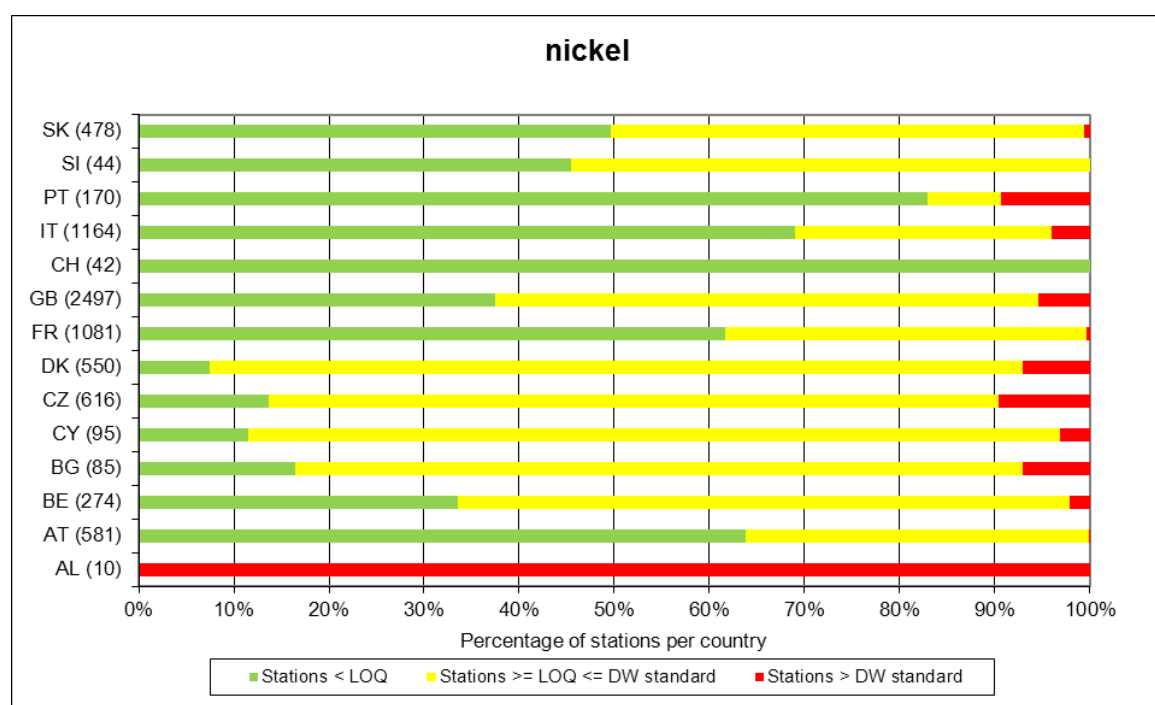 nickel
SK (478)
SI (44)
PT (170)
IT (1164)
CH (42)
GB (2497)
FR (1081)
DK (550)
CZ (616)
CY (95)
BG (85)
BE (274)
AT (581)
AL (10)
0% 10% 20% 30% 40% 50% 60% 70% 80% 90% 100%
Percentage of stations per country
Stations < LOQ Stations >= LOQ <= DW standard Stations > DW standard